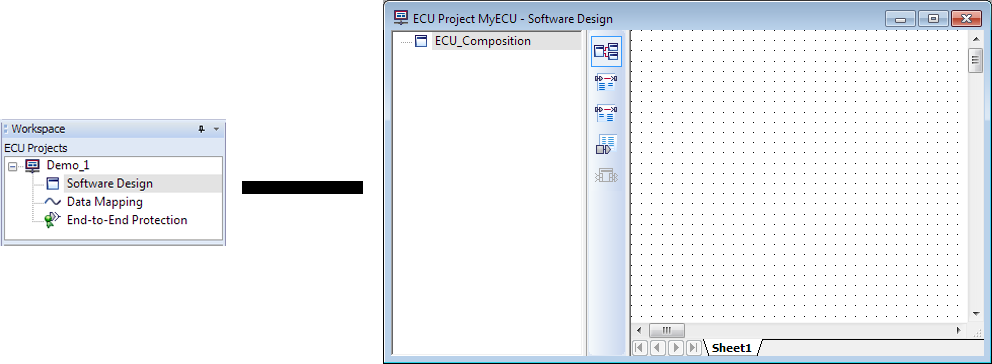 Workspace
ECU Projects
Demo_1
Software Design
Data Mapping
End-to-End Protection
ECU Project MyECU - Software Design
ECU_Composition
Sheet1